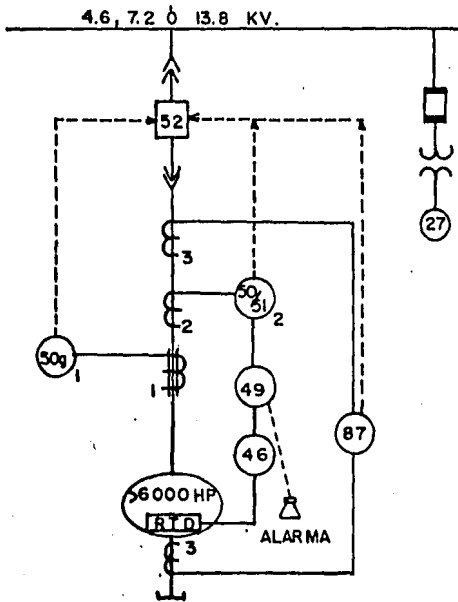 4.6, 7.2 ó 13.8 KV.
52
27
3
50/51
2
2
50g
1
1
49
87
46
>6000 HP
RTD
3
ALARMA